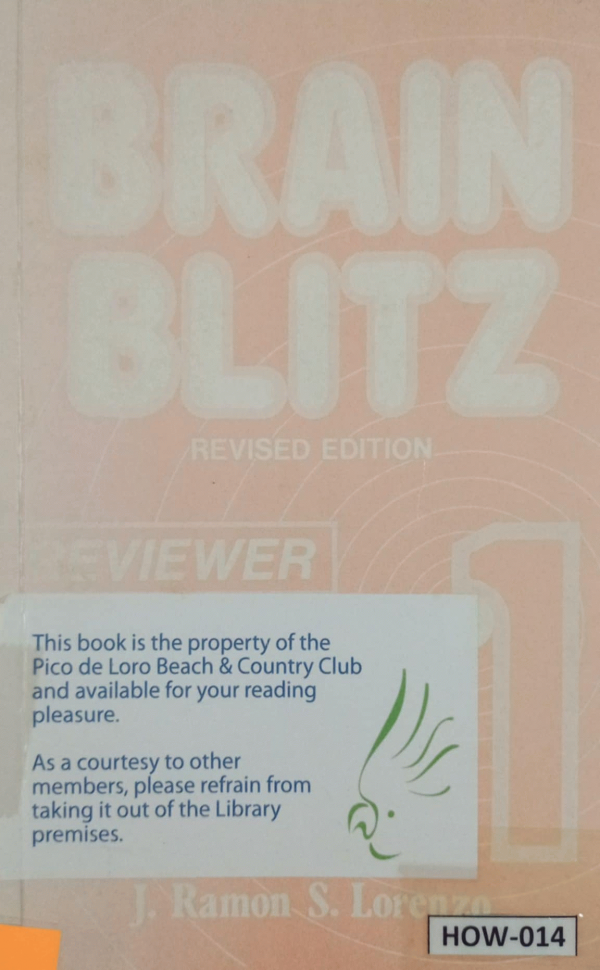 BRAIN
BLITZ
REVISED EDITION
REVIEWER
1
This book is the property of the
Pico de Loro Beach & Country Club
and available for your reading
pleasure.
As a courtesy to other
members, please refrain from
taking it out of the Library
premises.
J. Ramon S. Lorenzo
HOW-014